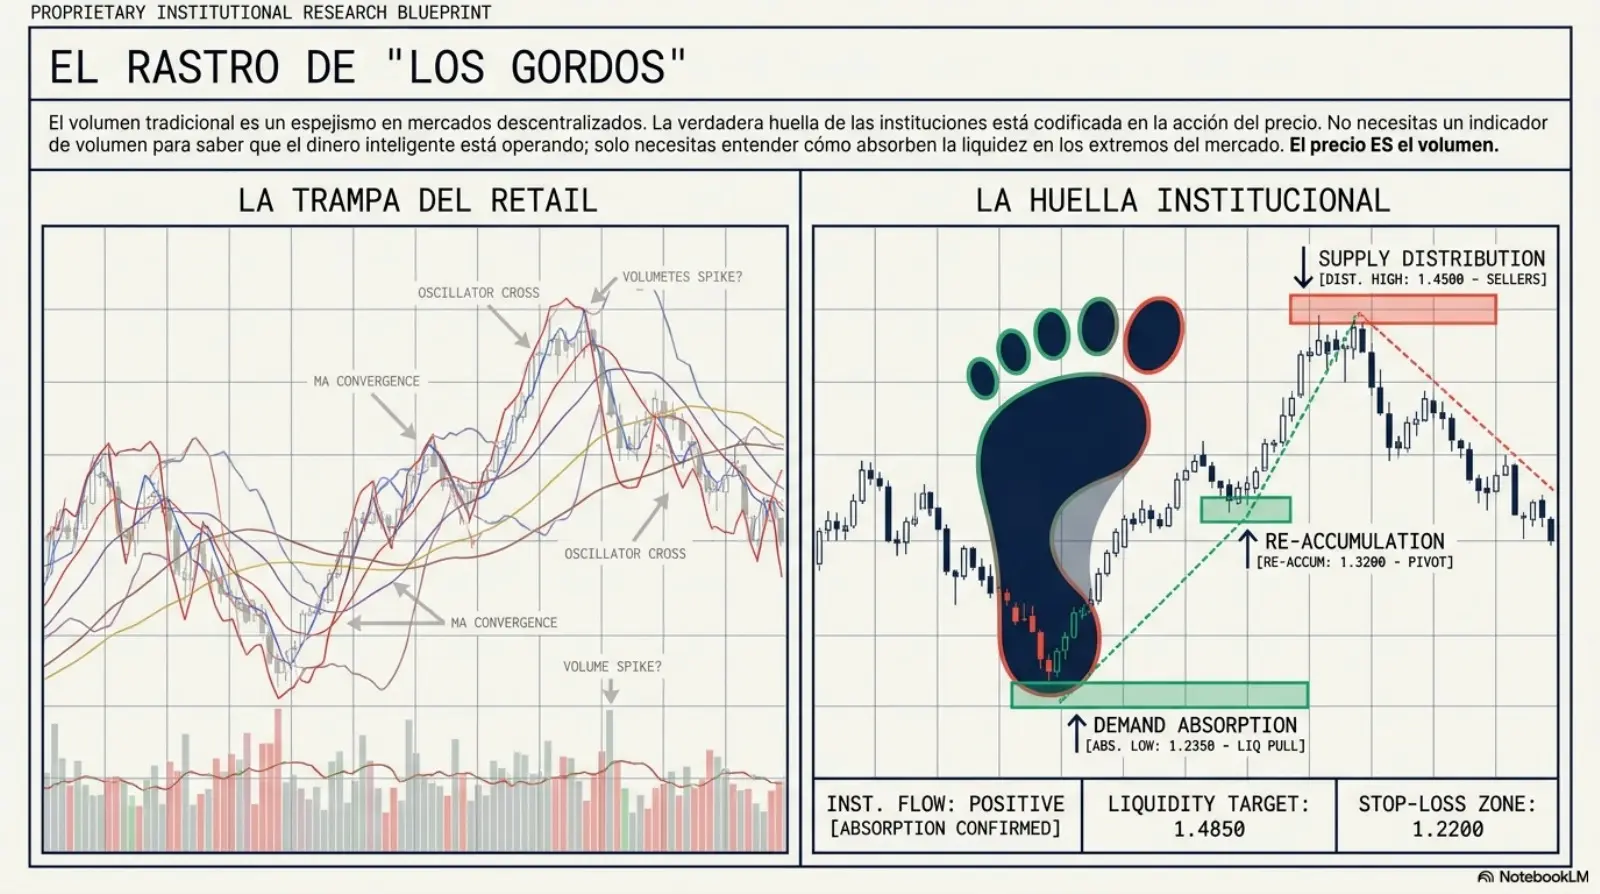 PROPRIETARY INSTITUTIONAL RESEARCH BLUEPRINT
EL RASTRO DE "LOS GORDOS"
El volumen tradicional es un espejismo en mercados descentralizados. La verdadera huella de las instituciones está codificada en la acción del precio. No necesitas un indicador
de volumen para saber que el dinero inteligente está operando; solo necesitas entender cómo absorben la liquidez en los extremos del mercado. El precio ES el volumen.
LA TRAMPA DEL RETAIL
VOLUMETES SPIKE?
OSCILLATOR CROSS
MA CONVERGENCE
OSCILLATOR CROSS
MA CONVERGENCE
VOLUME SPIKE?
LA HUELLA INSTITUCIONAL
SUPPLY DISTRIBUTION
[DIST. HIGH: 1.4500 - SELLERS]
RE-ACCUMULATION
[RE-ACCUM: 1.3200 - PIVOT]
DEMAND ABSORPTION
[ABS. LOW: 1.2350 - LIQ PULL]
INST. FLOW: POSITIVE
[ABSORPTION CONFIRMED]
LIQUIDITY TARGET:
1.4850
STOP-LOSS ZONE:
1.2200
NotebookLM